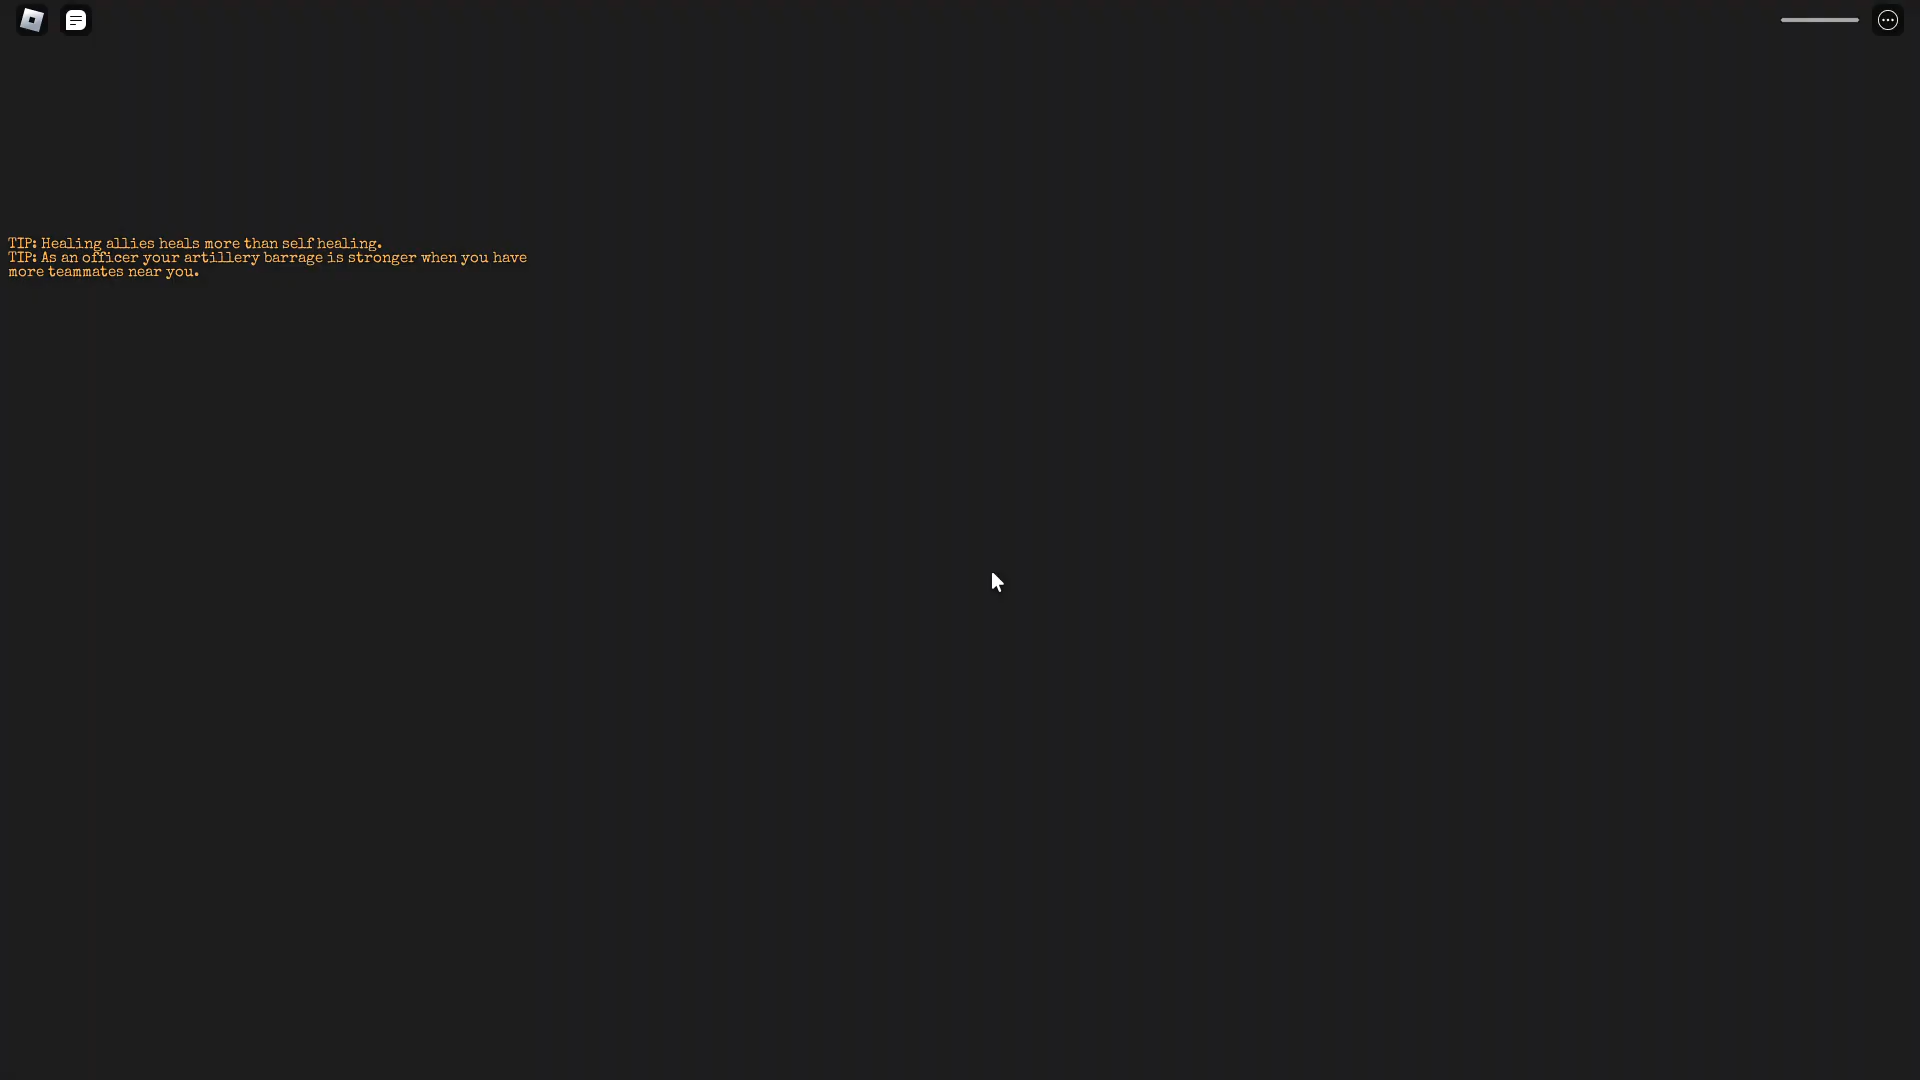 TIP: Healing allies heals more than self healing.
TIP: As an officer your artillery barrage is stronger when you have
more teammates near you.